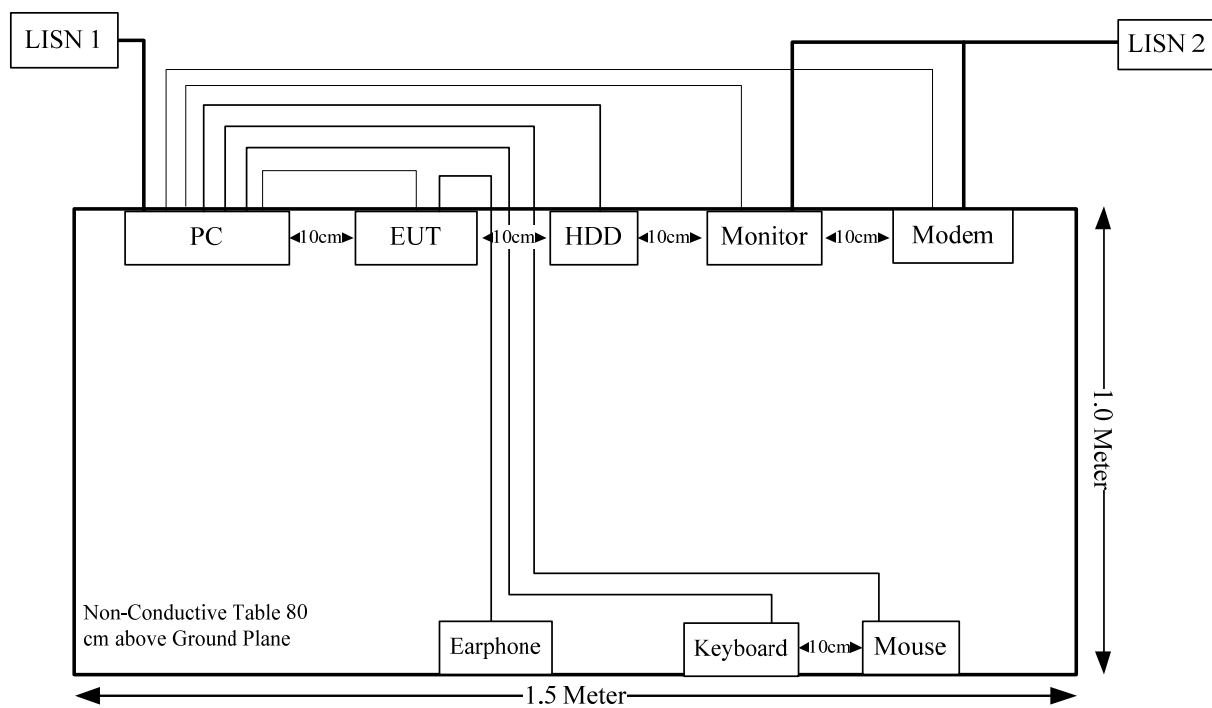 LISN 1
LISN 2
PC
10cm
EUT
10cm
HDD
10cm
Monitor
10cm
Modem
1.0 Meter
Non-Conductive Table 80
cm above Ground Plane
Earphone
Keyboard
10cm
Mouse
1.5 Meter